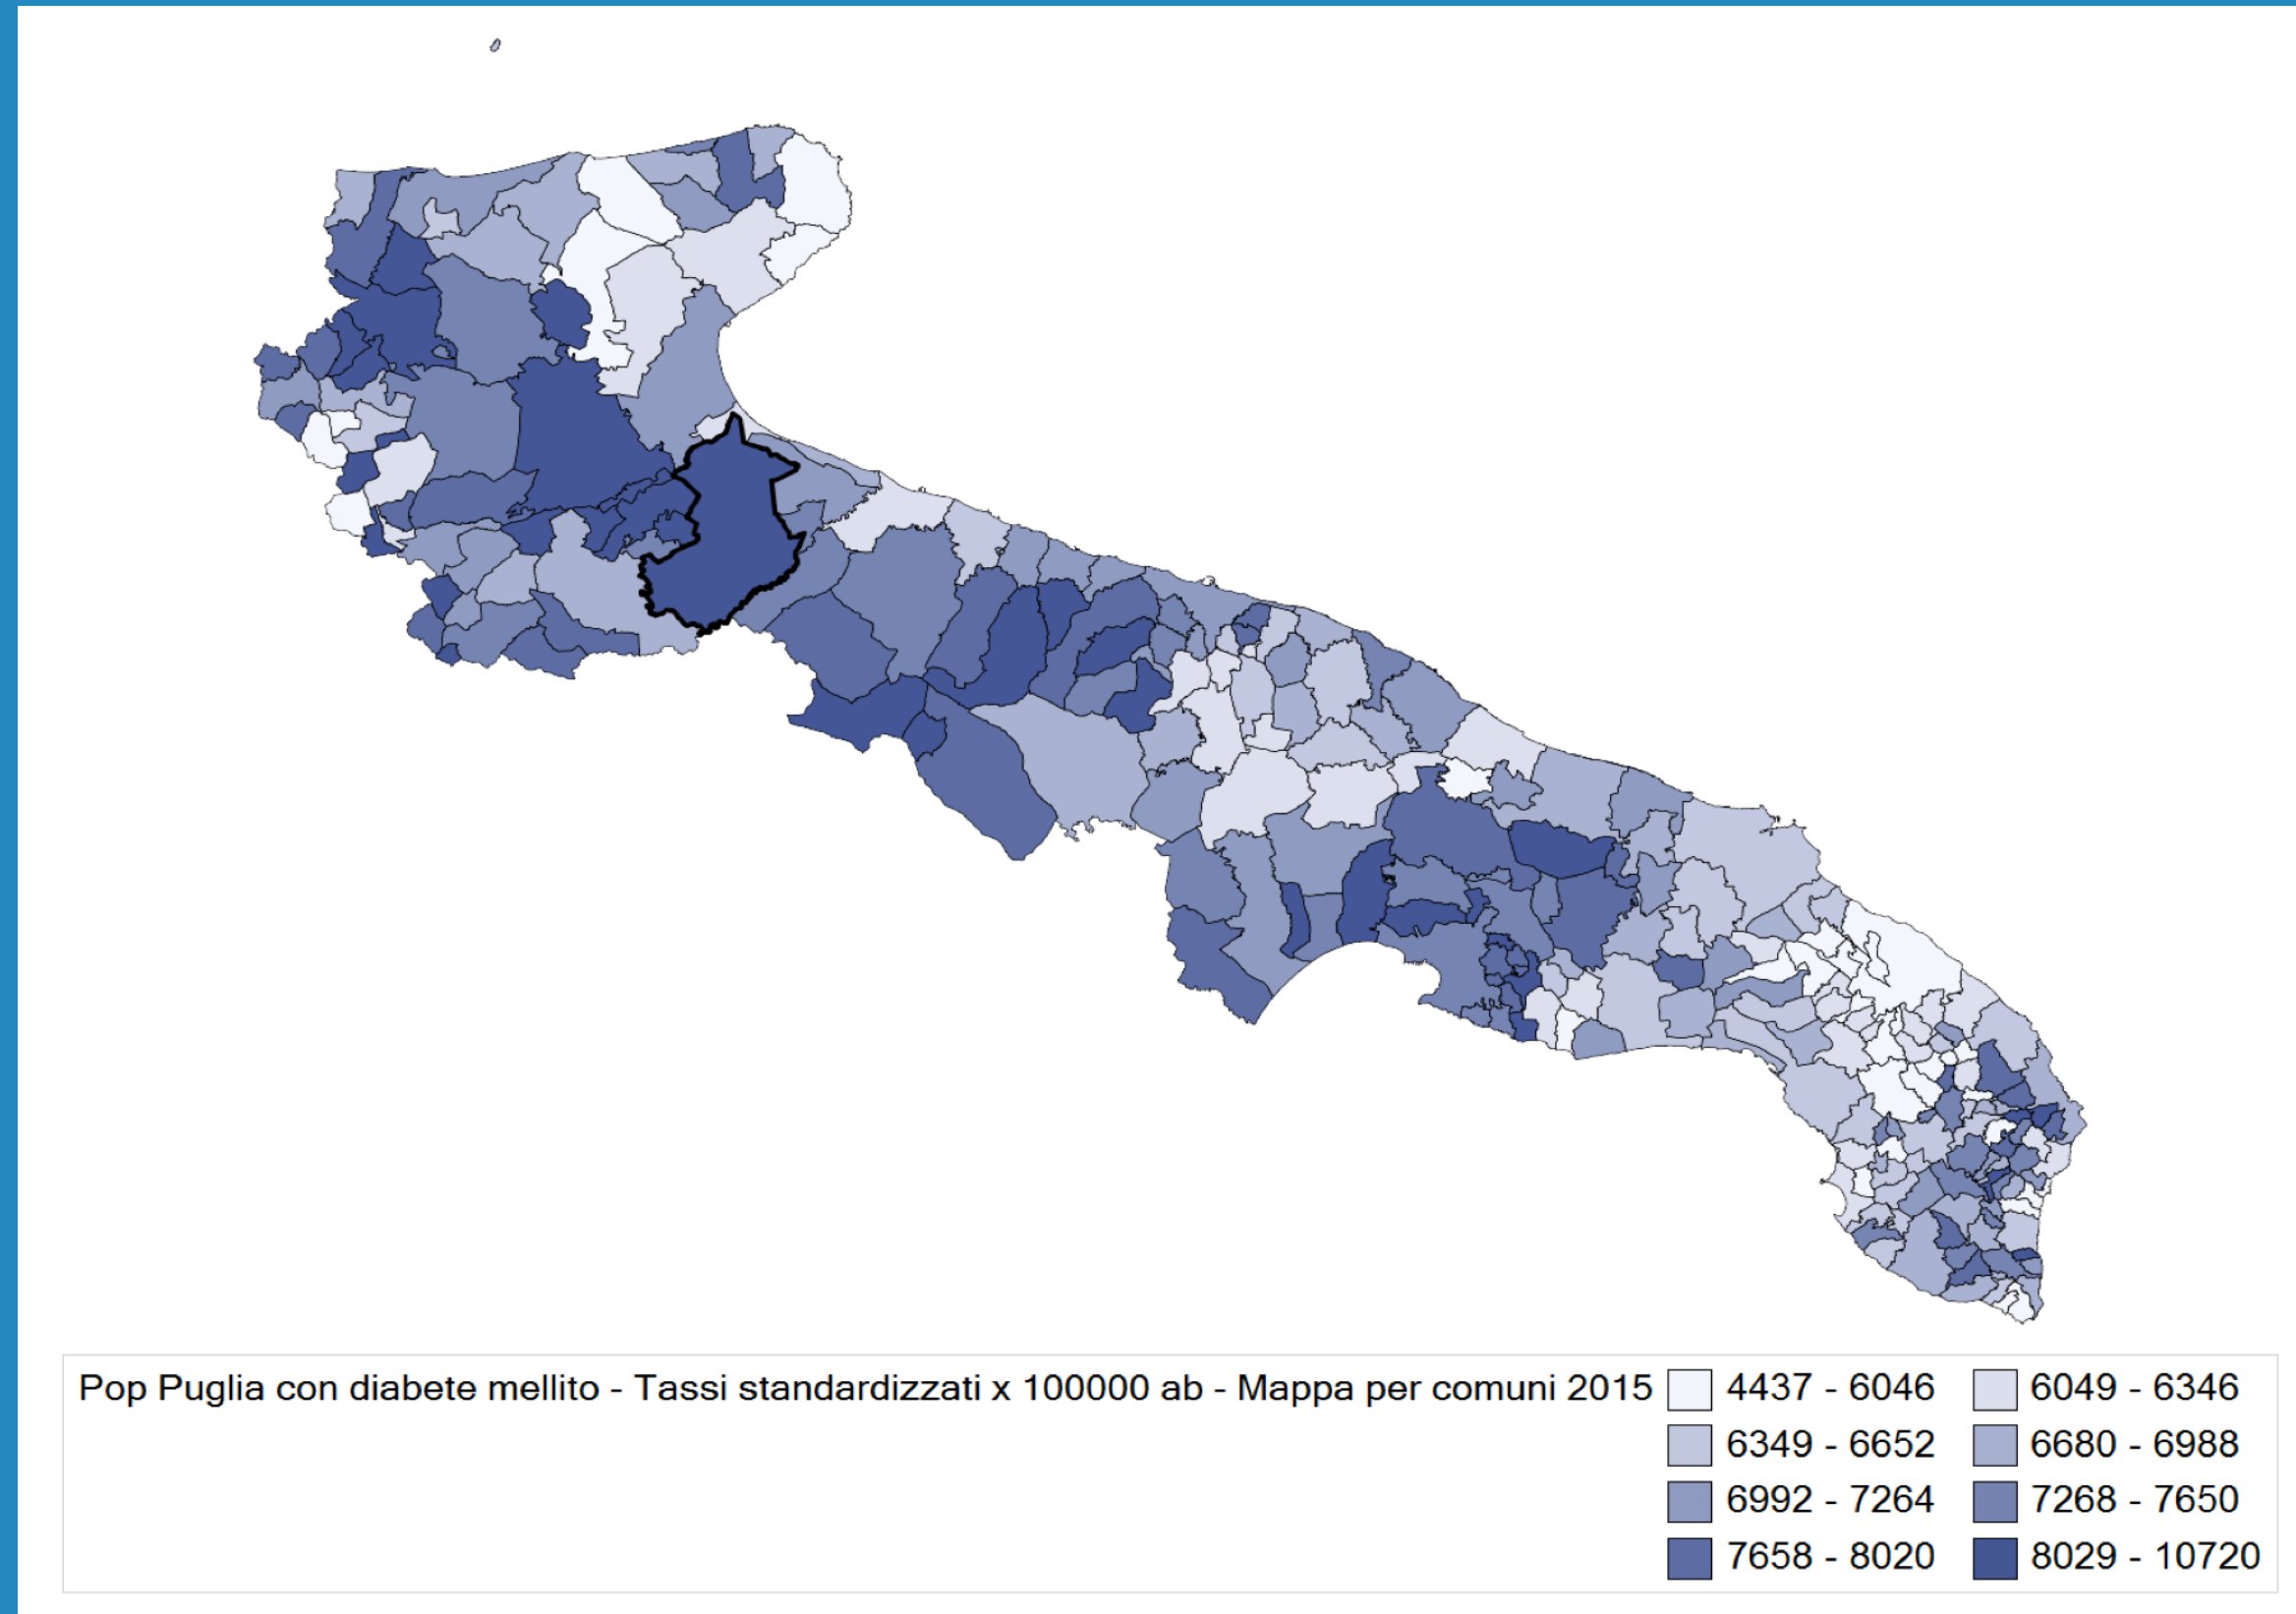 Pop Puglia con diabete mellito - Tassi standardizzati x 100000 ab - Mappa per comuni 2015
4437 - 6046
6049 - 6346
6349 - 6652
6680 - 6988
6992 - 7264
7268 - 7650
7658 - 8020
8029 - 10720